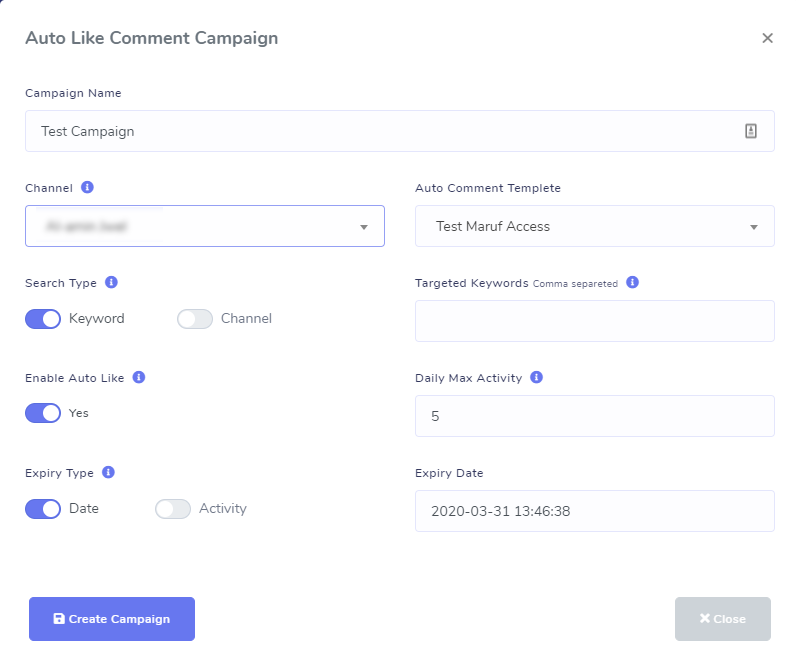 Auto Like Comment Campaign
Campaign Name
Test Campaign
Channel
Auto Comment Templete
Test Maruf Access
Search Type
Targeted Keywords Comma separeted
Keyword
Channel
Enable Auto Like
Daily Max Activity
Yes
5
Expiry Type
Expiry Date
Date
Activity
2020-03-31 13:46:38
Create Campaign
Close